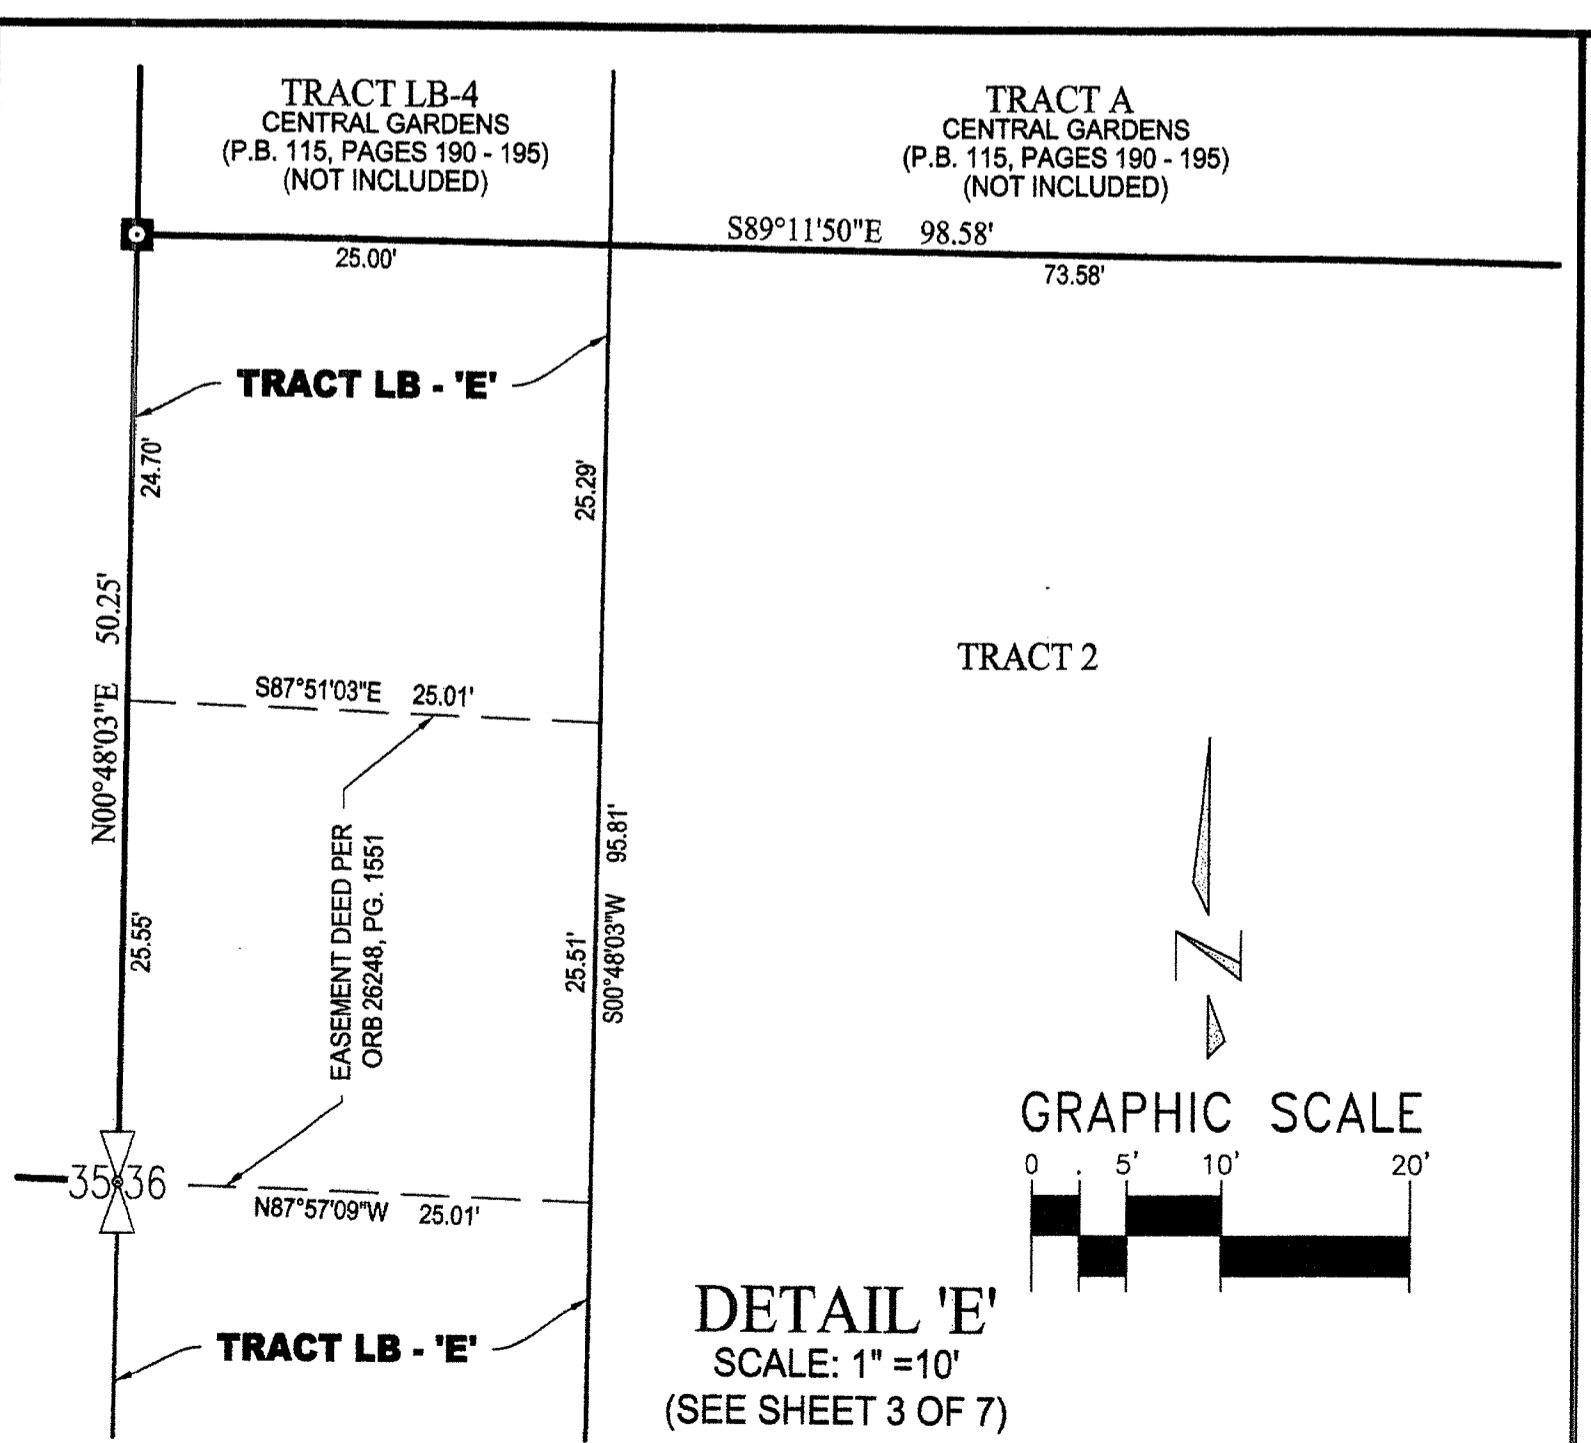 TRACT LB-4
CENTRAL GARDENS
(P.B. 115, PAGES 190 - 195)
(NOT INCLUDED)
TRACT A
CENTRAL GARDENS
(P.B. 115, PAGES 190 - 195)
(NOT INCLUDED)
S89°11'50"E 98.58'
25.00'
73.58'
TRACT LB - 'E'
24.70'
25.29'
N00°48'03"E 50.25'
TRACT 2
S87°51'03"E 25.01'
EASEMENT DEED PER
ORB 26248, PG. 1551
25.55'
25.51'
S00°48'03"W 95.81'
Z
35 36
N87°57'09"W 25.01'
GRAPHIC SCALE
0 5' 10' 20'
TRACT LB - 'E'
DETAIL 'E'
SCALE: 1" =10'
(SEE SHEET 3 OF 7)